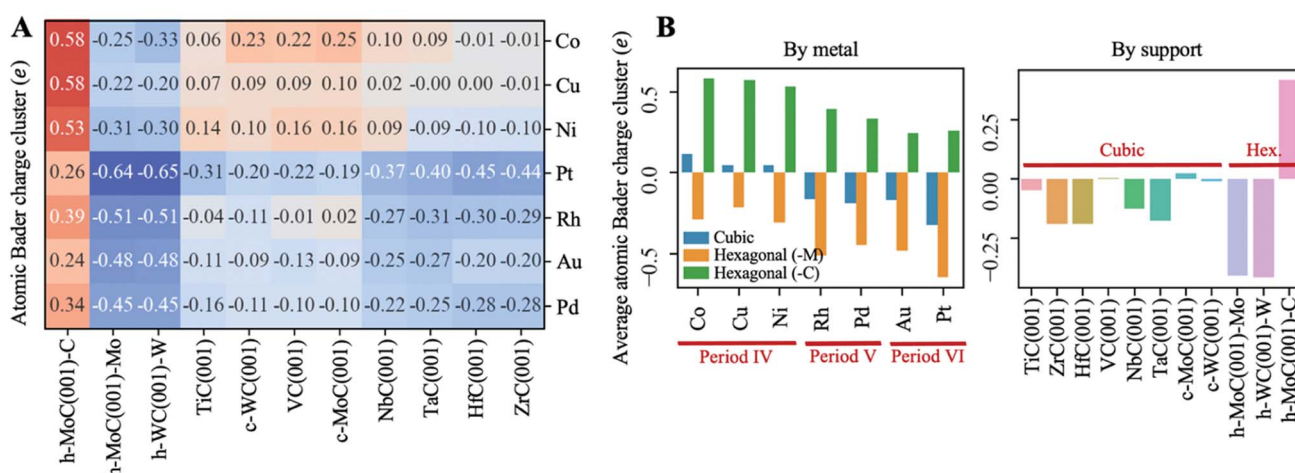 A
Atomic Bader charge cluster (e)
0.58 -0.25 -0.33 0.06 0.23 0.22 0.25 0.10 0.09 -0.01 -0.01 Co
0.58 -0.22 -0.20 0.07 0.09 0.09 0.10 0.02 -0.00 0.00 -0.01 Cu
0.53 -0.31 -0.30 0.14 0.10 0.16 0.16 0.09 -0.09 -0.10 -0.10 Ni
0.26 -0.64 -0.65 -0.31 -0.20 -0.22 -0.19 -0.37 -0.40 -0.45 -0.44 Pt
0.39 -0.51 -0.51 -0.04 -0.11 -0.01 0.02 -0.27 -0.31 -0.30 -0.29 Rh
0.24 -0.48 -0.48 -0.11 -0.09 -0.13 -0.09 -0.25 -0.27 -0.20 -0.20 Au
0.34 -0.45 -0.45 -0.16 -0.11 -0.10 -0.10 -0.22 -0.25 -0.28 -0.28 Pd
h-MoC(001)-C h-MoC(001)-Mo h-WC(001)-W TiC(001) c-WC(001) VC(001) c-MoC(001) NbC(001) TaC(001) HfC(001) ZrC(001)
B
By metal
Average atomic Bader charge cluster (e)
0.5
0.0
−0.5
Cubic
Hexagonal (-M)
Hexagonal (-C)
Co Cu Ni Rh Pd Au Pt
Period IV Period V Period VI
By support
0.25
0.00
−0.25
Cubic Hex.
TiC(001) ZrC(001) HfC(001) VC(001) NbC(001) TaC(001) c-MoC(001) c-WC(001) h-MoC(001)-Mo h-WC(001)-W h-MoC(001)-C